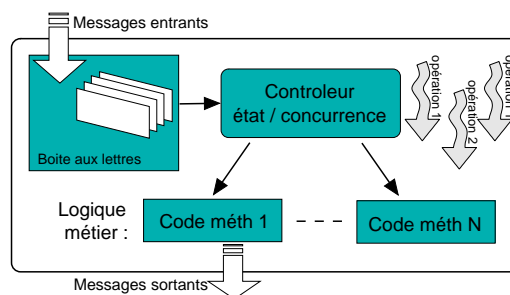 Messages entrants
Controleur
état / concurrence
opération 1
opération 2
opération
Boite aux lettres
Logique
métier :
Code méth 1
Code méth N
Messages sortants